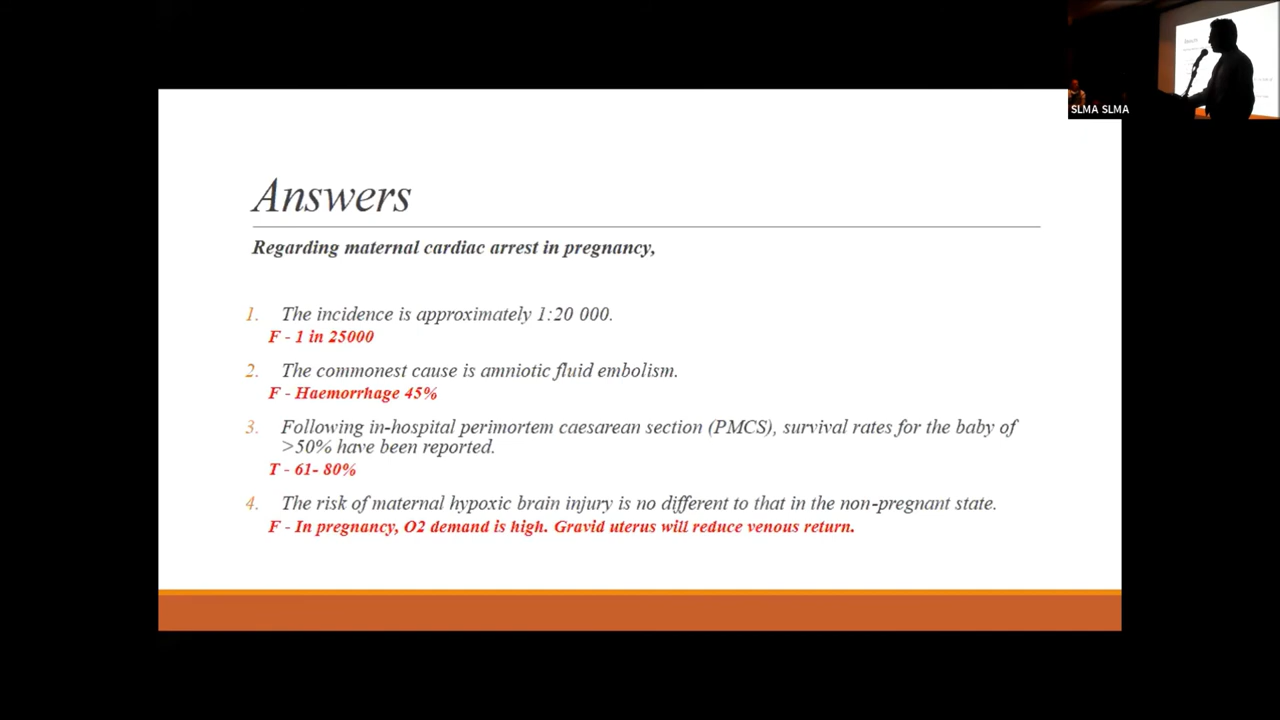 SLMA SLMA
Answers
Regarding maternal cardiac arrest in pregnancy,
1. The incidence is approximately 1:20 000.
F - 1 in 25000
2. The commonest cause is amniotic fluid embolism.
F - Haemorrhage 45%
3. Following in-hospital perimortem caesarean section (PMCS), survival rates for the baby of
>50% have been reported.
T - 61- 80%
4. The risk of maternal hypoxic brain injury is no different to that in the non-pregnant state.
F - In pregnancy, O2 demand is high. Gravid uterus will reduce venous return.